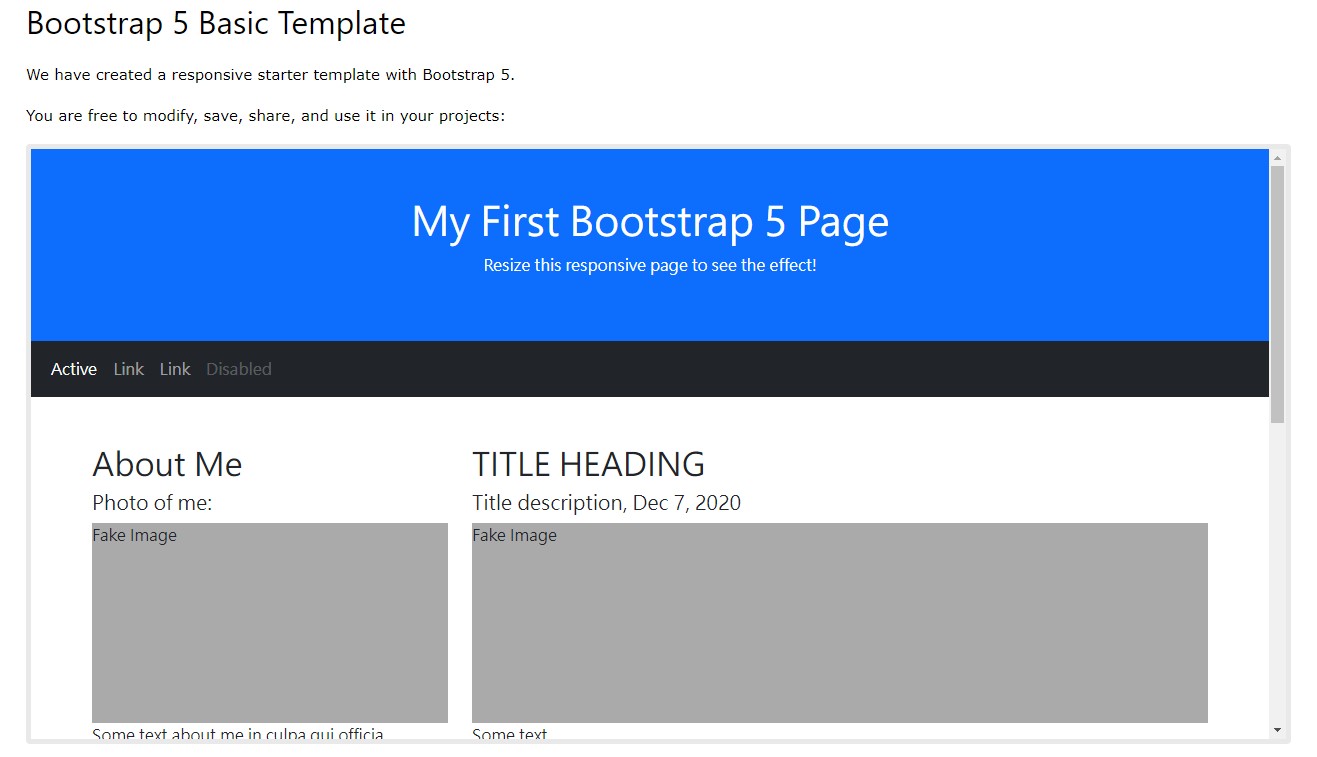 Bootstrap 5 Basic Template
We have created a responsive starter template with Bootstrap 5.
You are free to modify, save, share, and use it in your projects:
My First Bootstrap 5 Page
Resize this responsive page to see the effect!
Active Link Link Disabled
About Me
Photo of me:
Fake Image
Some text about me in culpa qui officia
TITLE HEADING
Title description, Dec 7, 2020
Fake Image
Some text